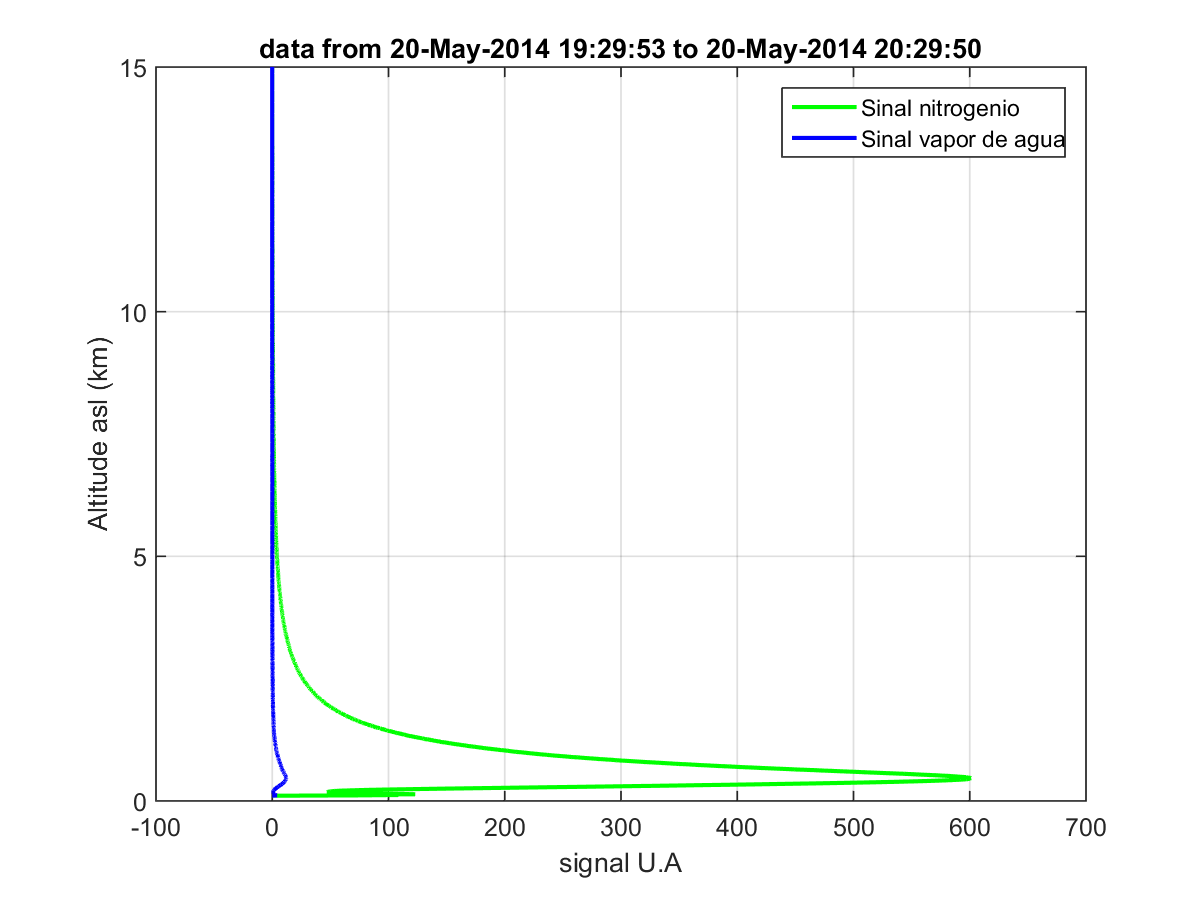 data from 20-May-2014 19:29:53 to 20-May-2014 20:29:50
Sinal nitrogenio
Sinal vapor de agua
Altitude asl (km)
15
10
5
0
-100 0 100 200 300 400 500 600 700
signal U.A